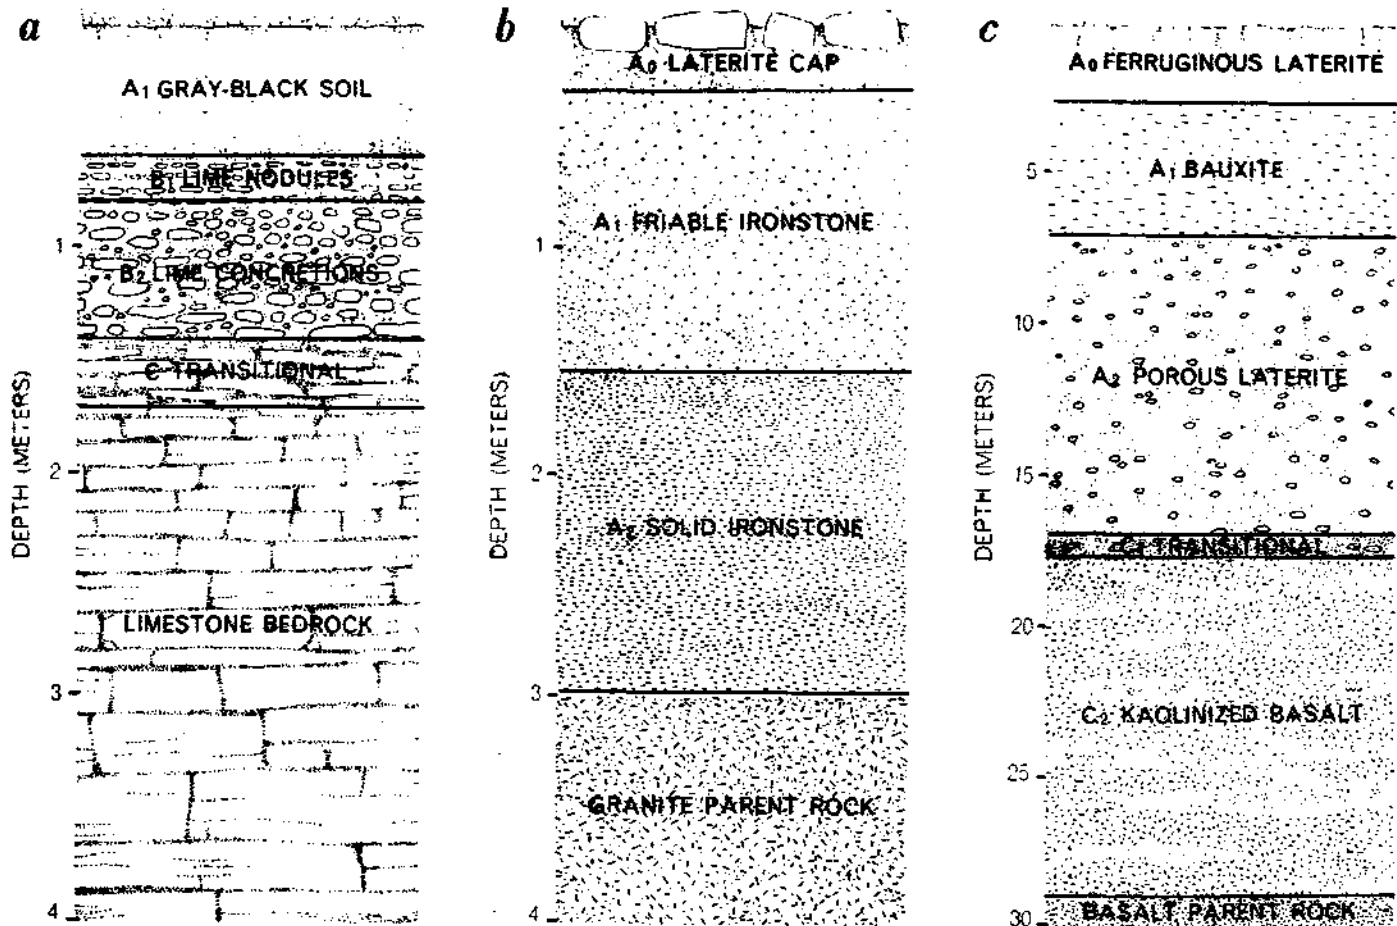 a
A1 GRAY-BLACK SOIL
B1 LIME NODULES
B2 LIME CONCRETIONS
C TRANSITIONAL
LIMESTONE BEDROCK
DEPTH (METERS)
1
2
3
4
b
A0 LATERITE CAP
A1 FRIABLE IRONSTONE
A2 SOLID IRONSTONE
GRANITE PARENT ROCK
DEPTH (METERS)
1
2
3
4
c
A0 FERRUGINOUS LATERITE
A1 BAUXITE
A2 POROUS LATERITE
C1 TRANSITIONAL
C2 KAOLINIZED BASALT
BASALT PARENT ROCK
DEPTH (METERS)
5
10
15
20
25
30